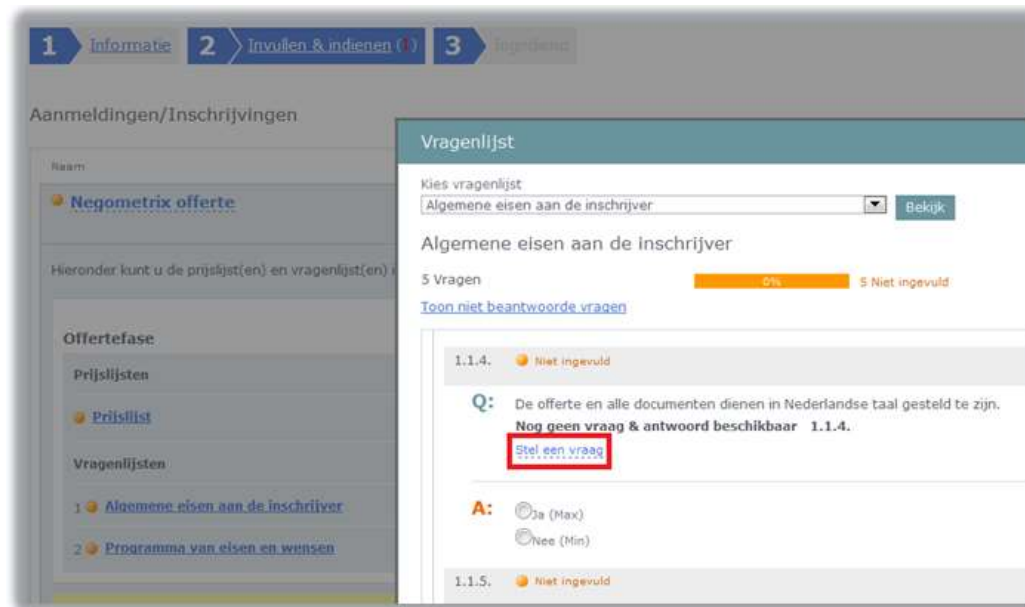 1 Informatie 2 Invullen & indienen (1) 3 Ingediend
Aanmeldingen/Inschrijvingen
Naam
Negometrix offerte
Hieronder kunt u de prijslijst(en) en vragenlijst(en) i
Offertefase
Prijslijsten
Prijslijst
Vragenlijsten
1 Algemene eisen aan de inschrijver
2 Programma van eisen en wensen
Vragenlijst
Kies vragenlijst
Algemene eisen aan de inschrijver Bekijk
Algemene eisen aan de inschrijver
5 Vragen 0% 5 Niet ingevuld
Toon niet beantwoorde vragen
1.1.4. Niet ingevuld
Q: De offerte en alle documenten dienen in Nederlandse taal gesteld te zijn.
Nog geen vraag & antwoord beschikbaar 1.1.4.
Stel een vraag
A: Ja (Max)
Nee (Min)
1.1.5. Niet ingevuld